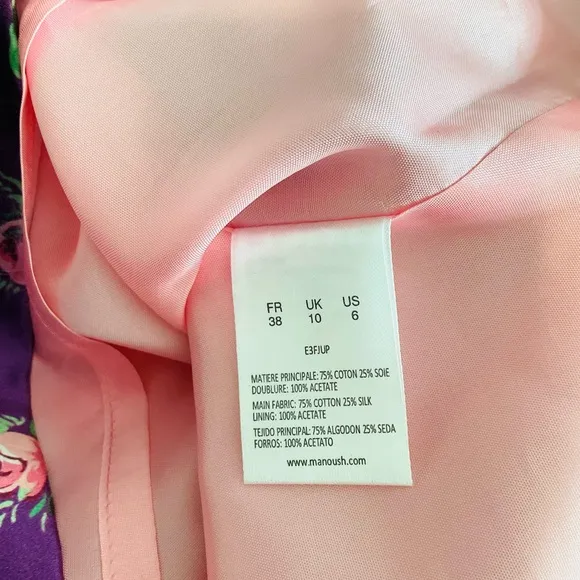 FR UK US
38 10 6
E3FJUP
MATIERE PRINCIPALE: 75% COTON 25% SOIE
DOUBLURE: 100% ACETATE
MAIN FABRIC: 75% COTTON 25% SILK
LINING: 100% ACETATE
TEJIDO PRINCIPAL: 75% ALGODON 25% SEDA
FORROS: 100% ACETATO
www.manoush.com